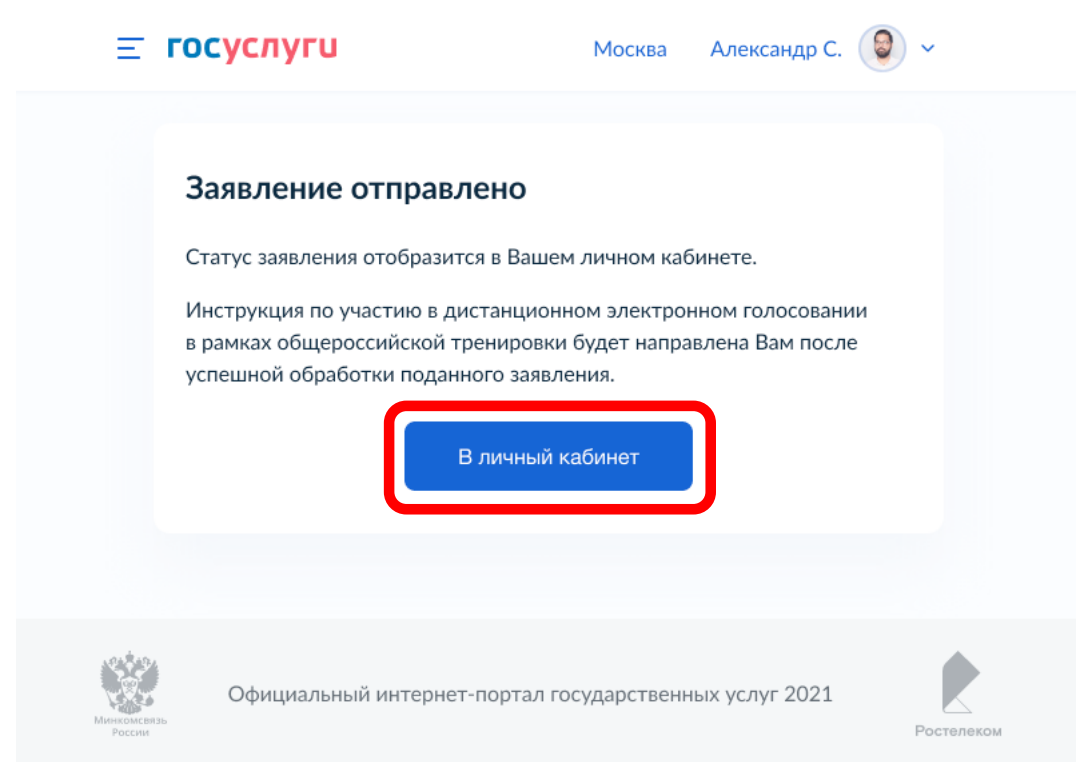 госуслуги
Москва
Александр С.
Заявление отправлено
Статус заявления отобразится в Вашем личном кабинете.
Инструкция по участию в дистанционном электронном голосовании
в рамках общероссийской тренировки будет направлена Вам после
успешной обработки поданного заявления.
В личный кабинет
Минкомсвязь
России
Официальный интернет-портал государственных услуг 2021
Ростелеком